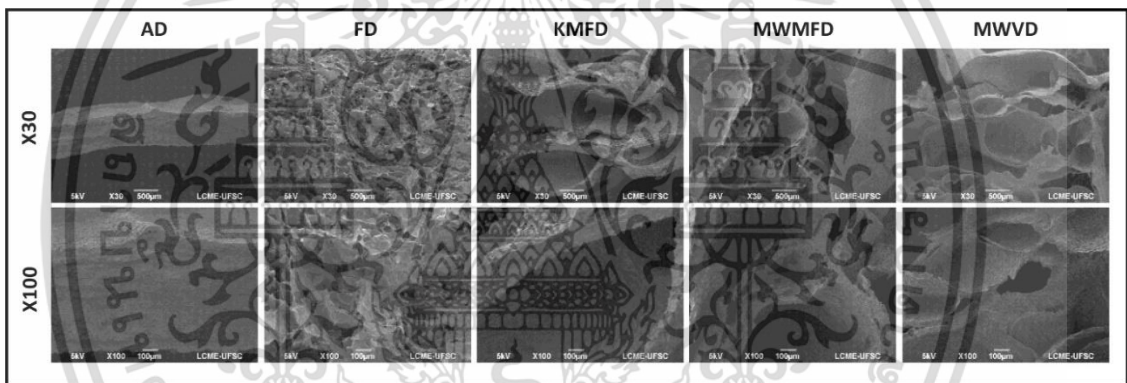 AD FD KMFD MWMFD MWVD
X30
5kV X30 500µm LCME-UFSC 5kV X30 500µm LCME-UFSC 5kV X30 500µm LCME-UFSC 5kV X30 500µm LCME-UFSC 5kV X30 500µm LCME-UFSC
X100
5kV X100 100µm LCME-UFSC 5kV X100 100µm LCME-UFSC 5kV X100 100µm LCME-UFSC 5kV X100 100µm LCME-UFSC 5kV X100 100µm LCME-UFSC